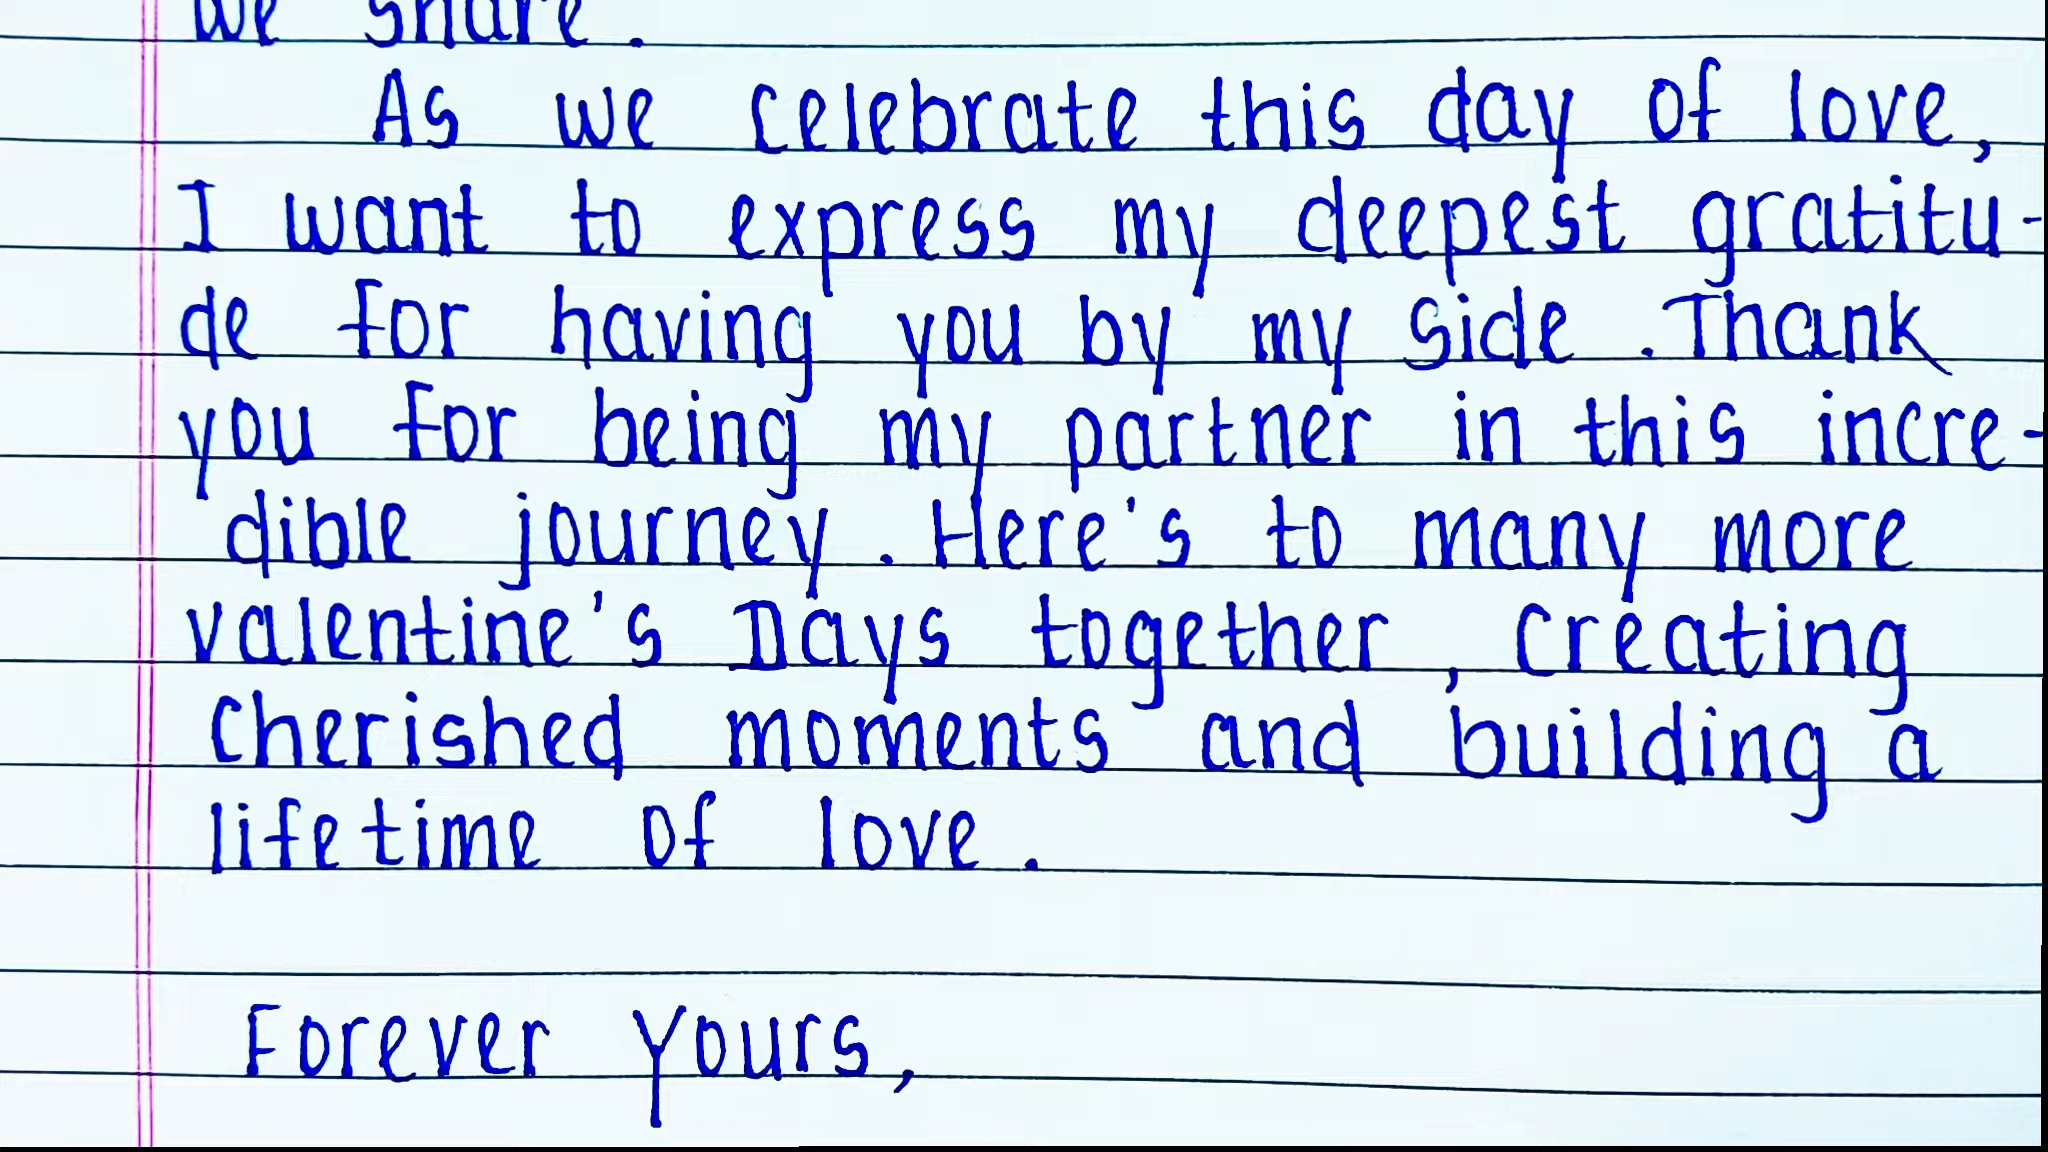 we share.
As we celebrate this day of love,
I want to express my deepest gratitu-
de for having you by my side. Thank
you for being my partner in this incre-
dible journey. Here's to many more
valentine's Days together, creating
cherished moments and building a
lifetime of love.
Forever Yours,